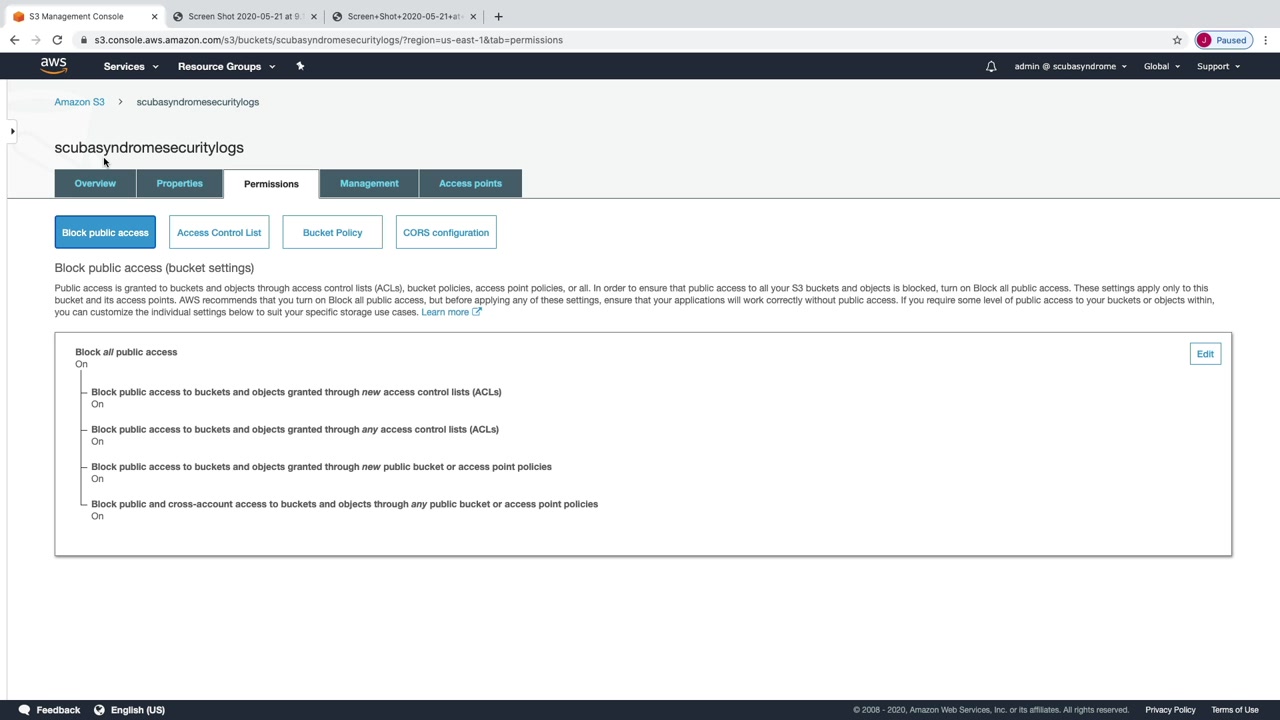 S3 Management Console
Screen Shot 2020-05-21 at 9.
Screen+Shot+2020-05-21+at
s3.console.aws.amazon.com/s3/buckets/scubasyndromesecuritylogs/?region=us-east-1&tab=permissions
J Paused
aws Services Resource Groups admin @ scubasyndrome Global Support
Amazon S3 > scubasyndromesecuritylogs
scubasyndromesecuritylogs
Overview Properties Permissions Management Access points
Block public access Access Control List Bucket Policy CORS configuration
Block public access (bucket settings)
Public access is granted to buckets and objects through access control lists (ACLs), bucket policies, access point policies, or all. In order to ensure that public access to all your S3 buckets and objects is blocked, turn on Block all public access. These settings apply only to this
bucket and its access points. AWS recommends that you turn on Block all public access, but before applying any of these settings, ensure that your applications will work correctly without public access. If you require some level of public access to your buckets or objects within,
you can customize the individual settings below to suit your specific storage use cases. Learn more
Block all public access
On
Edit
Block public access to buckets and objects granted through new access control lists (ACLs)
On
Block public access to buckets and objects granted through any access control lists (ACLs)
On
Block public access to buckets and objects granted through new public bucket or access point policies
On
Block public and cross-account access to buckets and objects through any public bucket or access point policies
On
Feedback English (US) © 2008 - 2020, Amazon Web Services, Inc. or its affiliates. All rights reserved. Privacy Policy Terms of Use